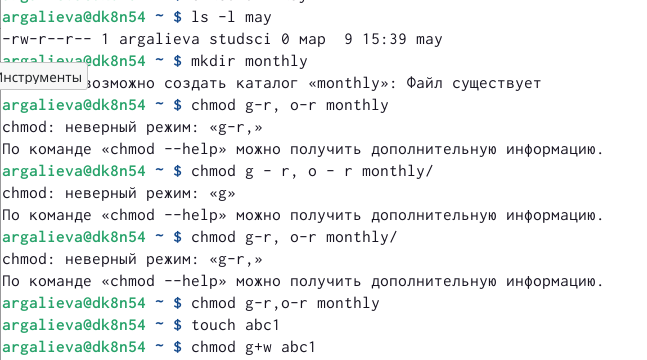 argalieva@dk8n54 ~ $ ls -l may
-rw-r--r-- 1 argalieva studsci 0 мар  9 15:39 may
argalieva@dk8n54 ~ $ mkdir monthly
Инструменты
возможно создать каталог «monthly»: Файл существует
argalieva@dk8n54 ~ $ chmod g-r, o-r monthly
chmod: неверный режим: «g-r,»
По команде «chmod --help» можно получить дополнительную информацию.
argalieva@dk8n54 ~ $ chmod g - r, o - r monthly/
chmod: неверный режим: «g»
По команде «chmod --help» можно получить дополнительную информацию.
argalieva@dk8n54 ~ $ chmod g-r, o-r monthly/
chmod: неверный режим: «g-r,»
По команде «chmod --help» можно получить дополнительную информацию.
argalieva@dk8n54 ~ $ chmod g-r,o-r monthly
argalieva@dk8n54 ~ $ touch abc1
argalieva@dk8n54 ~ $ chmod g+w abc1